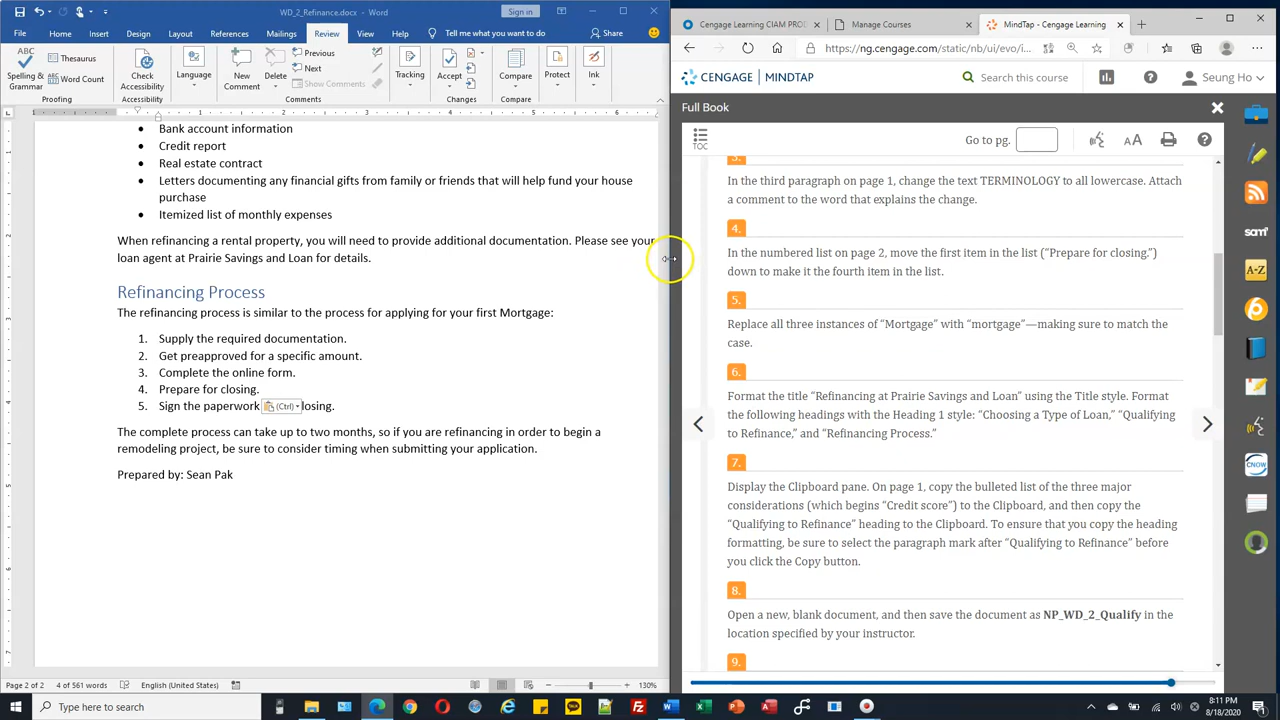 WD_2_Refinance.docx - Word
Sign in
File
Home
Insert
Design
Layout
References
Mailings
Review
View
Help
Tell me what you want to do
Share
ABC
Spelling & Grammar
Thesaurus
Word Count
Proofing
Check Accessibility
Accessibility
Language
New Comment
Delete
Previous
Next
Show Comments
Comments
Tracking
Accept
Changes
Compare
Compare
Protect
Ink
Bank account information
Credit report
Real estate contract
Letters documenting any financial gifts from family or friends that will help fund your house
purchase
Itemized list of monthly expenses
When refinancing a rental property, you will need to provide additional documentation. Please see your
loan agent at Prairie Savings and Loan for details.
Refinancing Process
The refinancing process is similar to the process for applying for your first Mortgage:
1. Supply the required documentation.
2. Get preapproved for a specific amount.
3. Complete the online form.
4. Prepare for closing.
5. Sign the paperwork (Ctrl) losing.
The complete process can take up to two months, so if you are refinancing in order to begin a
remodeling project, be sure to consider timing when submitting your application.
Prepared by: Sean Pak
Page 2 of 2
4 of 561 words
English (United States)
130%
Cengage Learning CIAM PROD
Manage Courses
MindTap - Cengage Learning
https://ng.cengage.com/static/nb/ui/evo/i...
CENGAGE | MINDTAP
Search this course
Seung Ho
Full Book
TOC
Go to pg.
AA
3.
In the third paragraph on page 1, change the text TERMINOLOGY to all lowercase. Attach
a comment to the word that explains the change.
4.
In the numbered list on page 2, move the first item in the list (“Prepare for closing.”)
down to make it the fourth item in the list.
5.
Replace all three instances of “Mortgage” with “mortgage”—making sure to match the
case.
6.
Format the title “Refinancing at Prairie Savings and Loan” using the Title style. Format
the following headings with the Heading 1 style: “Choosing a Type of Loan,” “Qualifying
to Refinance,” and “Refinancing Process.”
7.
Display the Clipboard pane. On page 1, copy the bulleted list of the three major
considerations (which begins “Credit score”) to the Clipboard, and then copy the
“Qualifying to Refinance” heading to the Clipboard. To ensure that you copy the heading
formatting, be sure to select the paragraph mark after “Qualifying to Refinance” before
you click the Copy button.
8.
Open a new, blank document, and then save the document as NP_WD_2_Qualify in the
location specified by your instructor.
9.
sam
A-Z
CNOW
Type here to search
8:11 PM
8/18/2020